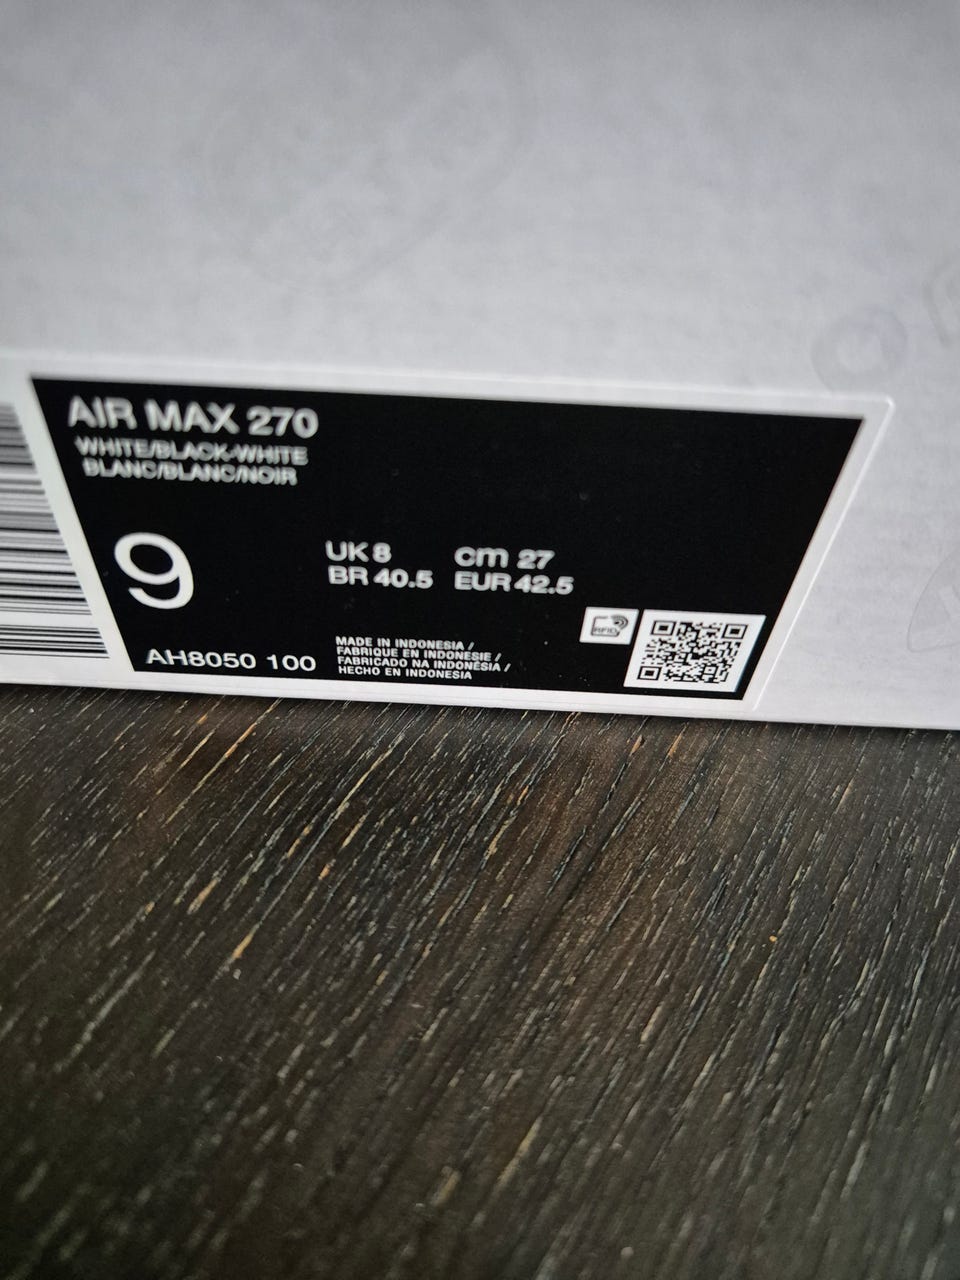 AIR MAX 270
WHITE/BLACK-WHITE
BLANC/BLANC/NOIR
9
UK 8 cm 27
BR 40.5 EUR 42.5
AH8050 100
MADE IN INDONESIA /
FABRIQUE EN INDONESIE /
FABRICADO NA INDONÉSIA /
HECHO EN INDONESIA
RFID